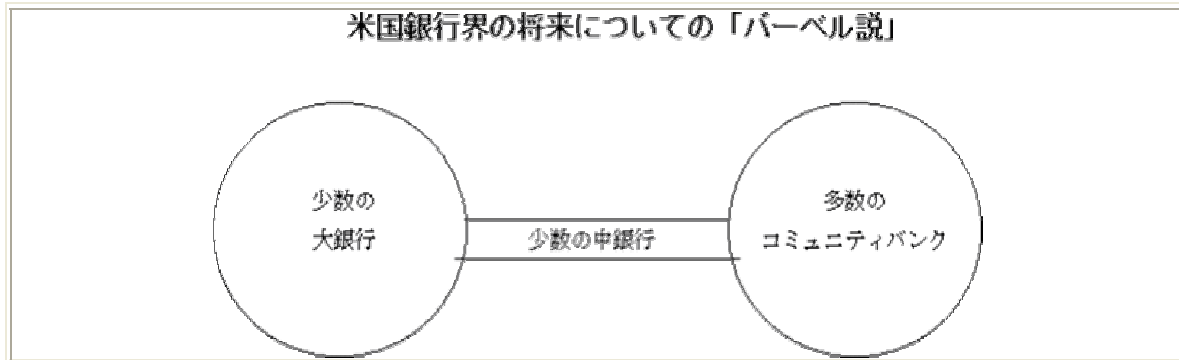 米国銀行界の将来についての「バーベル説」
少数の
大銀行
少数の中銀行
多数の
コミュニティバンク